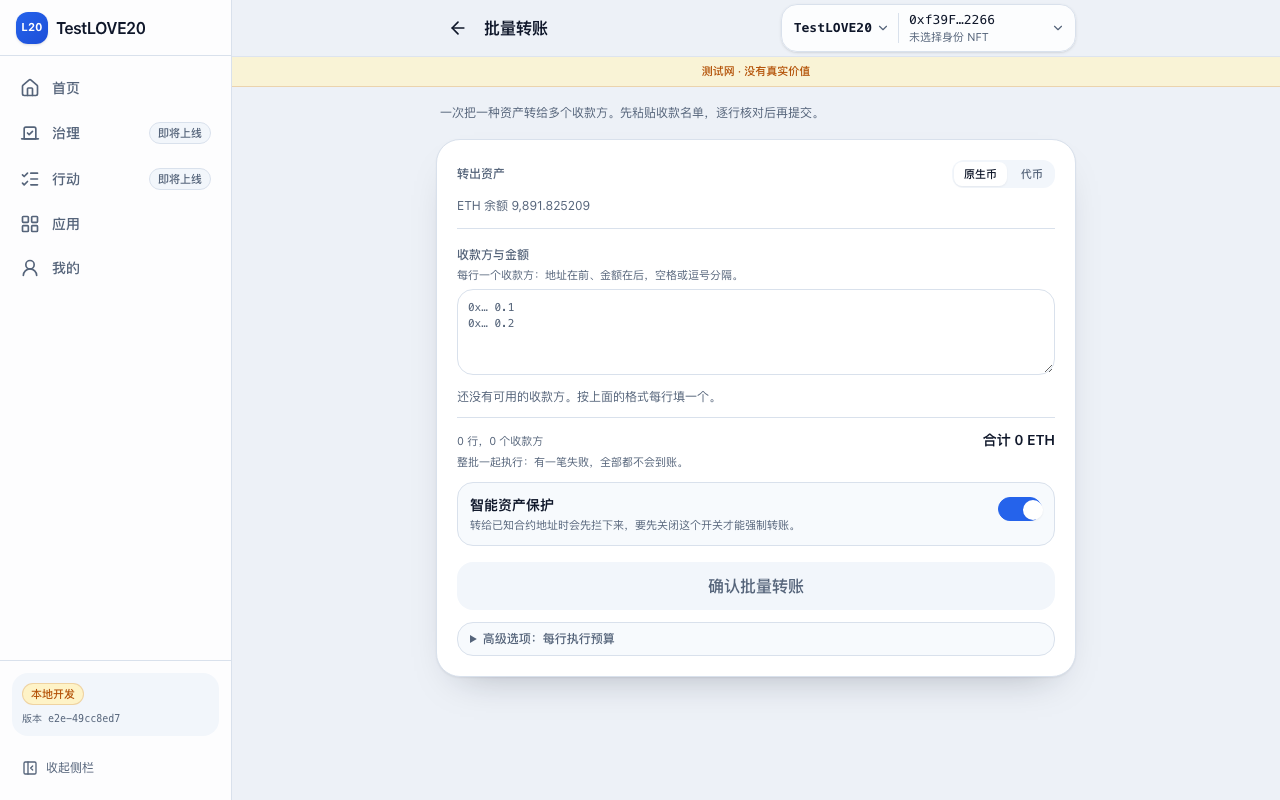 L20 TestLOVE20
首页
治理 即将上线
行动 即将上线
应用
我的
本地开发
版本 e2e-49cc8ed7
收起侧栏
批量转账
TestLOVE20
0xf39F…2266
未选择身份 NFT
测试网 · 没有真实价值
一次把一种资产转给多个收款方。先粘贴收款名单，逐行核对后再提交。
转出资产
原生币 代币
ETH 余额 9,891.825209
收款方与金额
每行一个收款方：地址在前、金额在后，空格或逗号分隔。
0x… 0.1
0x… 0.2
还没有可用的收款方。按上面的格式每行填一个。
0 行，0 个收款方
合计 0 ETH
整批一起执行：有一笔失败，全部都不会到账。
智能资产保护
转给已知合约地址时会先拦下来，要先关闭这个开关才能强制转账。
确认批量转账
高级选项：每行执行预算